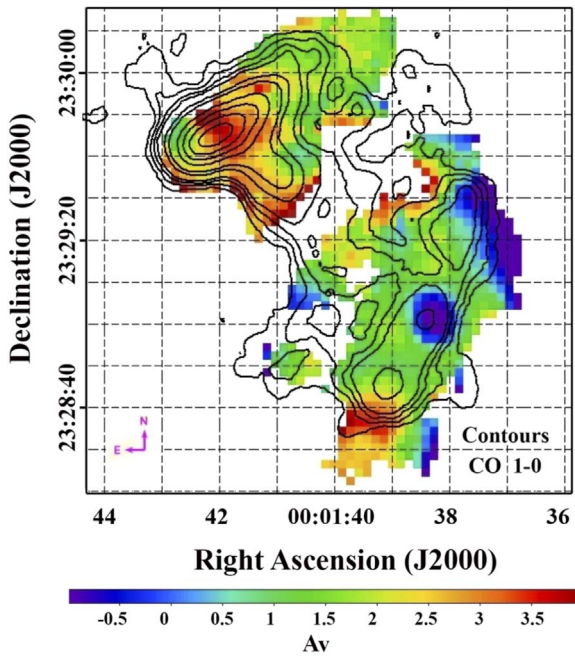 Declination (J2000)
23:30:00
23:29:20
23:28:40
N
E
Contours
CO 1-0
44 42 00:01:40 38 36
Right Ascension (J2000)
-0.5 0 0.5 1 1.5 2 2.5 3 3.5
Av